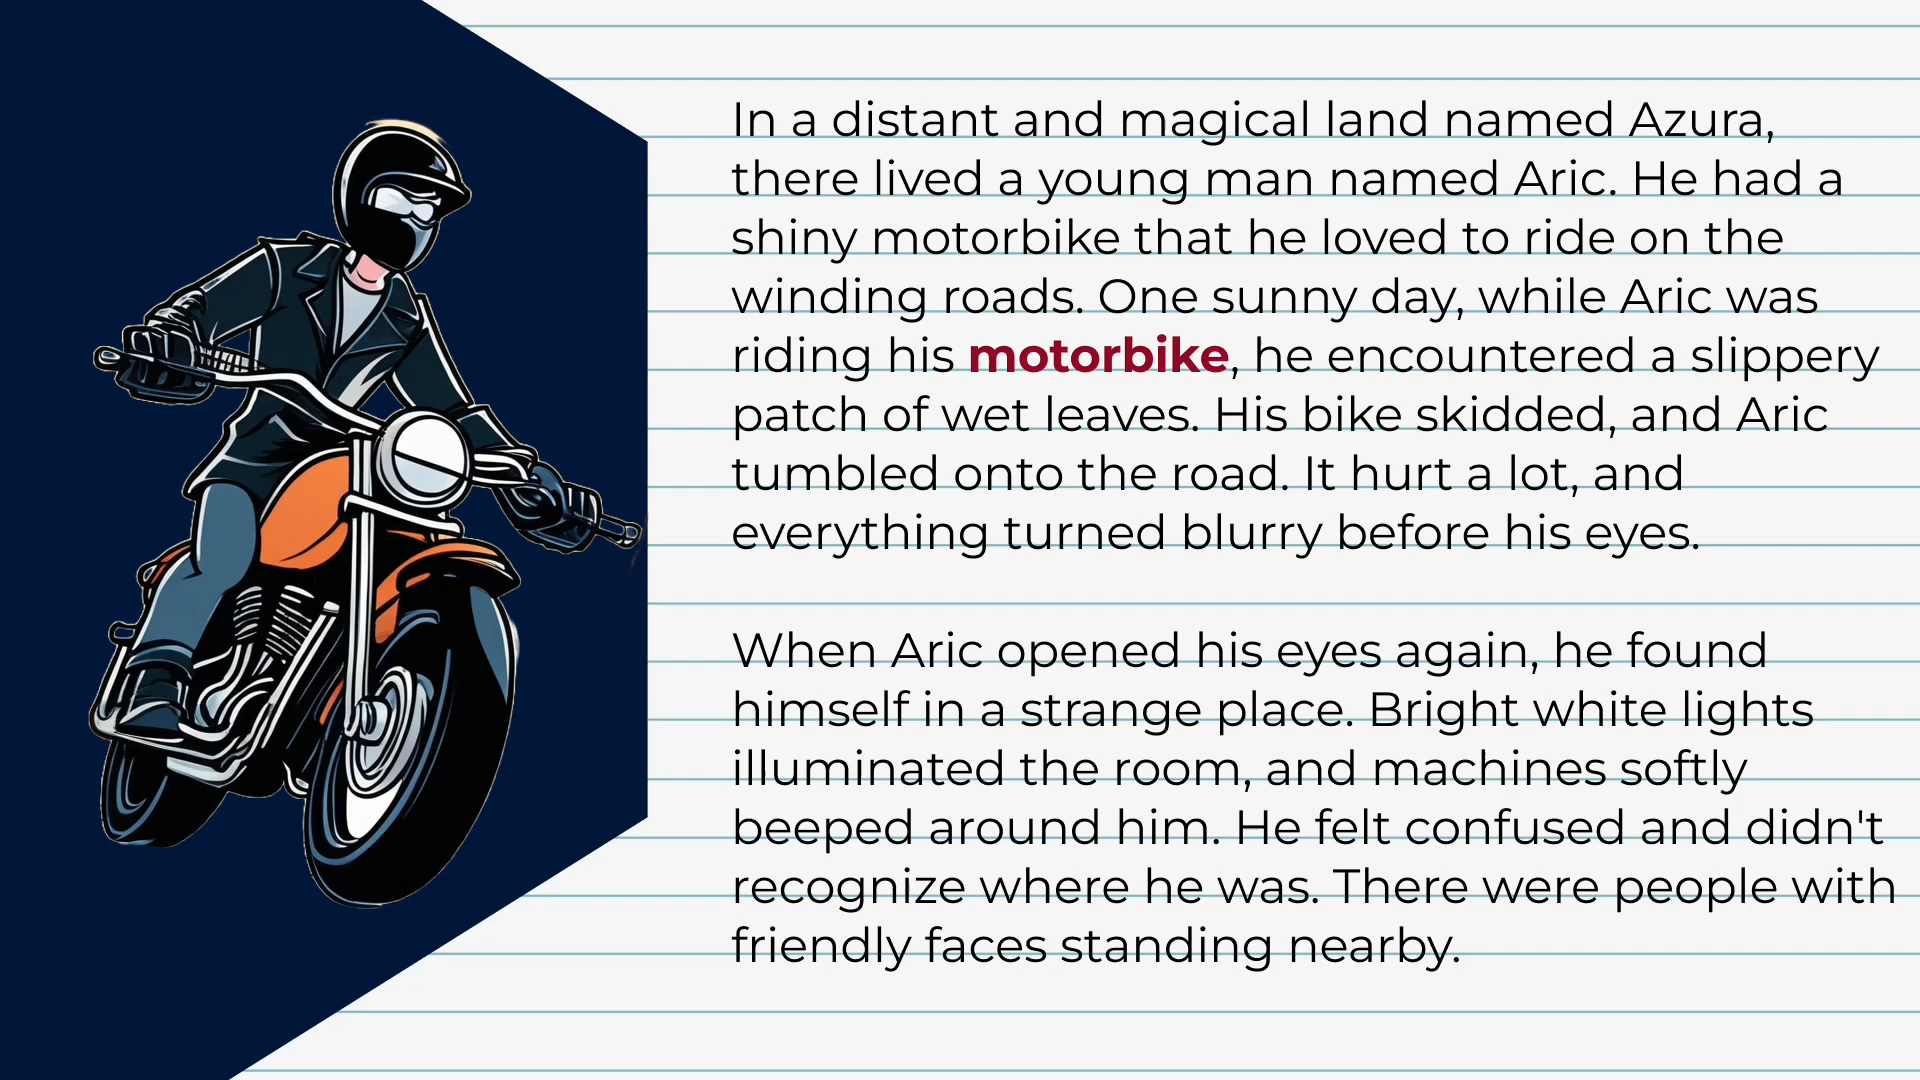 In a distant and magical land named Azura,
there lived a young man named Aric. He had a
shiny motorbike that he loved to ride on the
winding roads. One sunny day, while Aric was
riding his motorbike, he encountered a slippery
patch of wet leaves. His bike skidded, and Aric
tumbled onto the road. It hurt a lot, and
everything turned blurry before his eyes.
When Aric opened his eyes again, he found
himself in a strange place. Bright white lights
illuminated the room, and machines softly
beeped around him. He felt confused and didn't
recognize where he was. There were people with
friendly faces standing nearby.